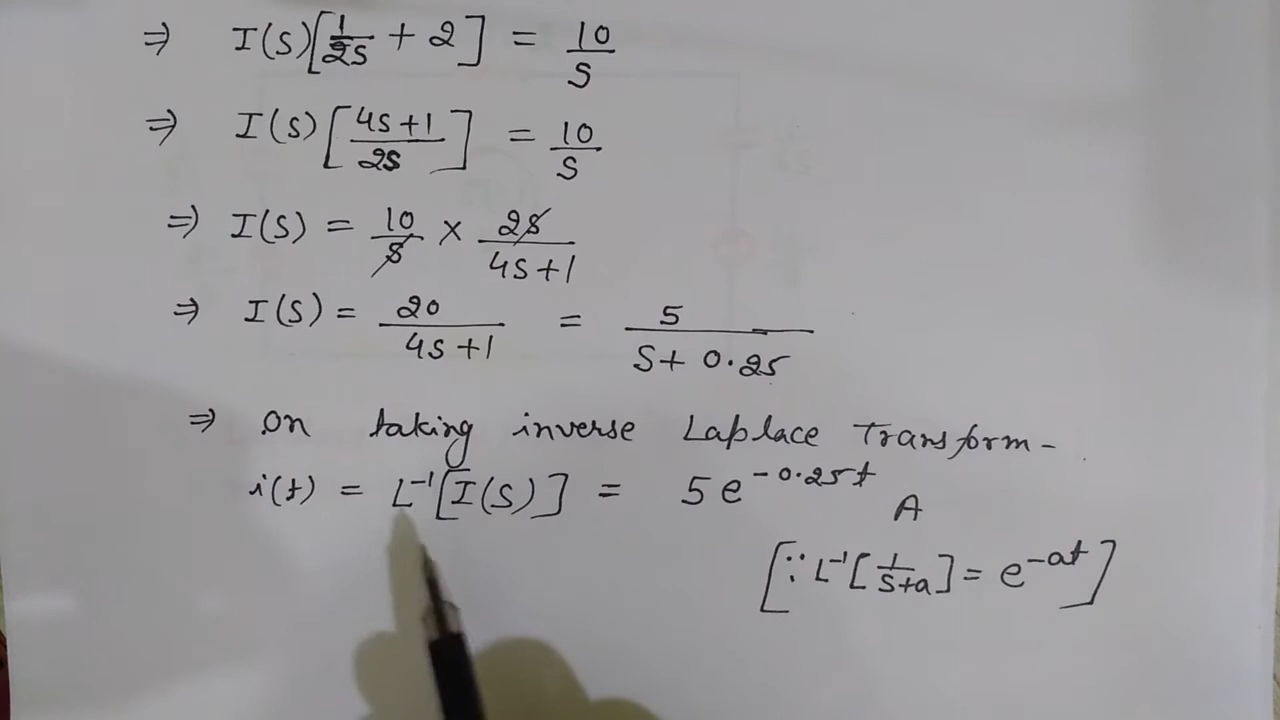 ⇒ I(S)[1/2S + 2] = 10/S
⇒ I(S)[4S+1/2S] = 10/S
⇒ I(S) = 10/S × 2S/4S+1
⇒ I(S) = 20/4S+1 = 5/S+0.25
⇒ on taking inverse Laplace Transform -
i(t) = L⁻¹[I(S)] = 5e^-0.25t A
[∵ L⁻¹[1/S+a] = e^-at]